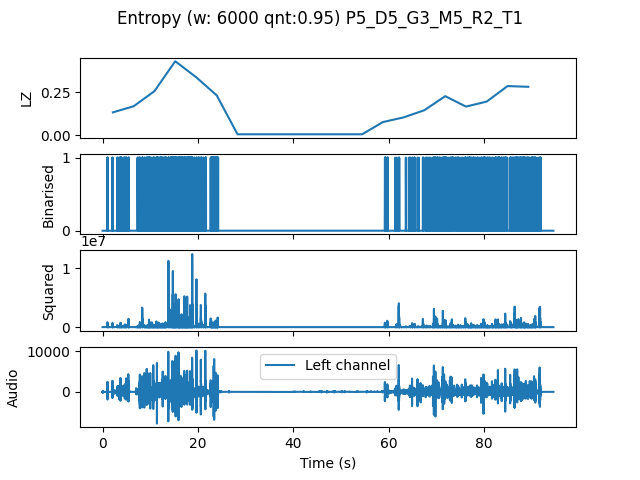 Entropy (w: 6000 qnt:0.95) P5_D5_G3_M5_R2_T1
LZ
0.25
0.00
Binarised
1
0
1e7
Squared
1
0
Audio
10000
0
Left channel
0 20 40 60 80
Time (s)